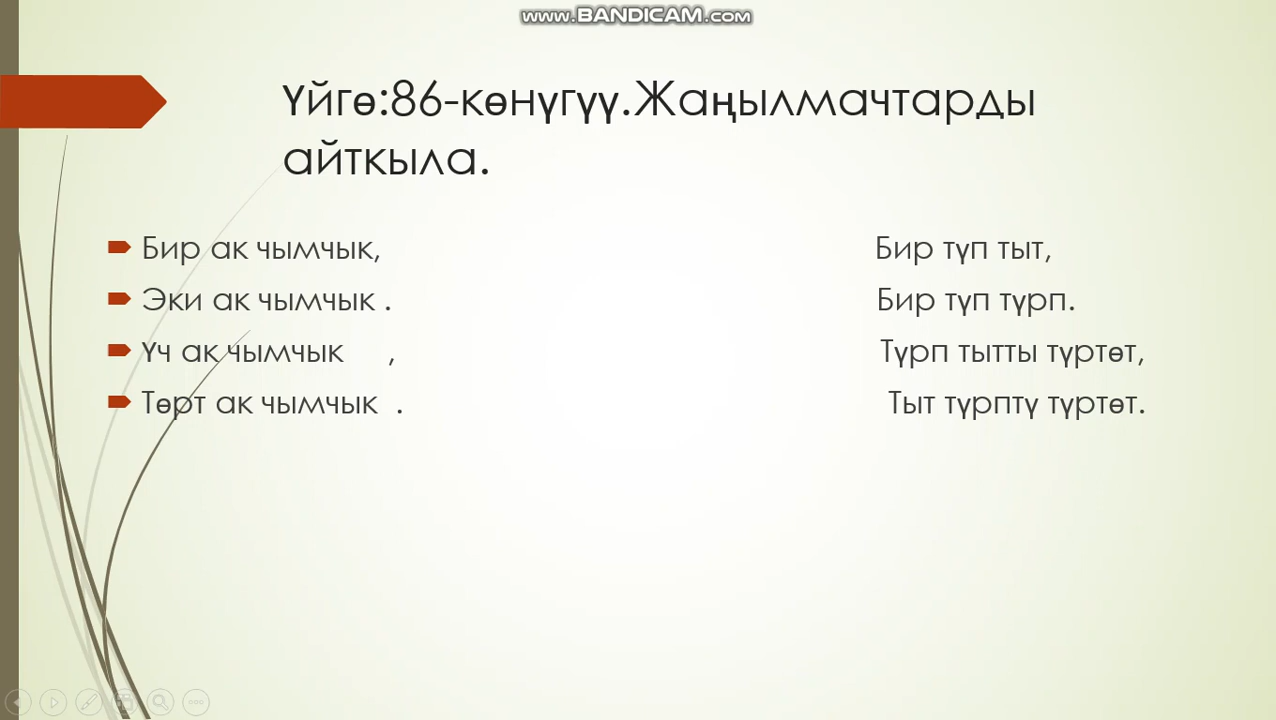 www.BANDICAM.com
Үйгө:86-көнүгүү.Жаңылмачтарды
айткыла.
Бир ак чымчык, Бир түп тыт,
Эки ак чымчык . Бир түп түрп.
Үч ак чымчык , Түрп тытты түртөт,
Төрт ак чымчык . Тыт түрптү түртөт.